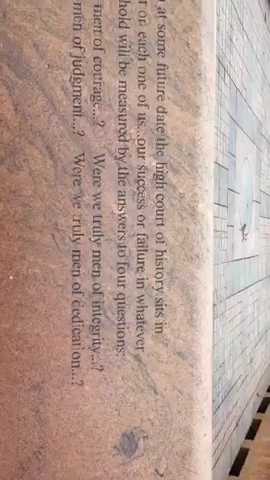 at some future date the high court of history sits in
on each one of us...our success or failure in whatever
hold will be measured by the answers to four questions:
men of courage...? Were we truly men of integrity...?
men of judgment...? Were we truly men of dedication...?